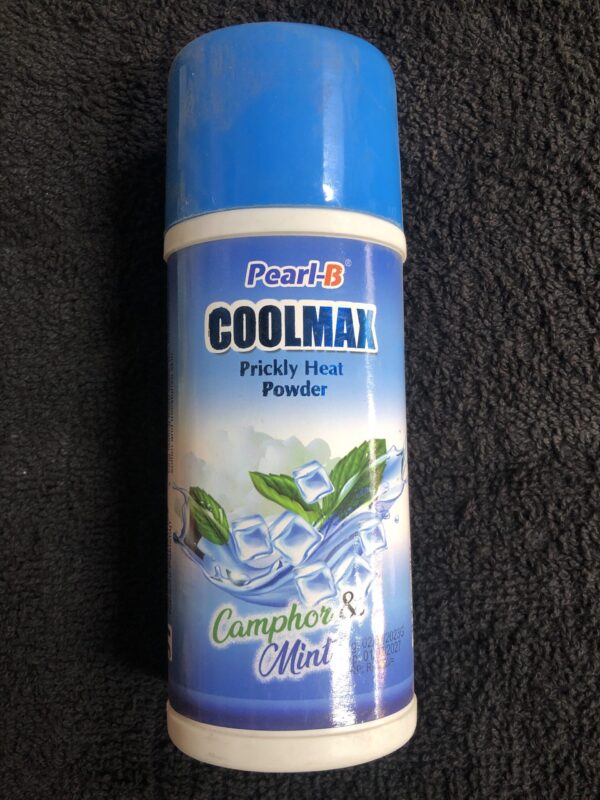 Pearl-B®
COOLMAX
Prickly Heat
Powder
Camphor &
Mint